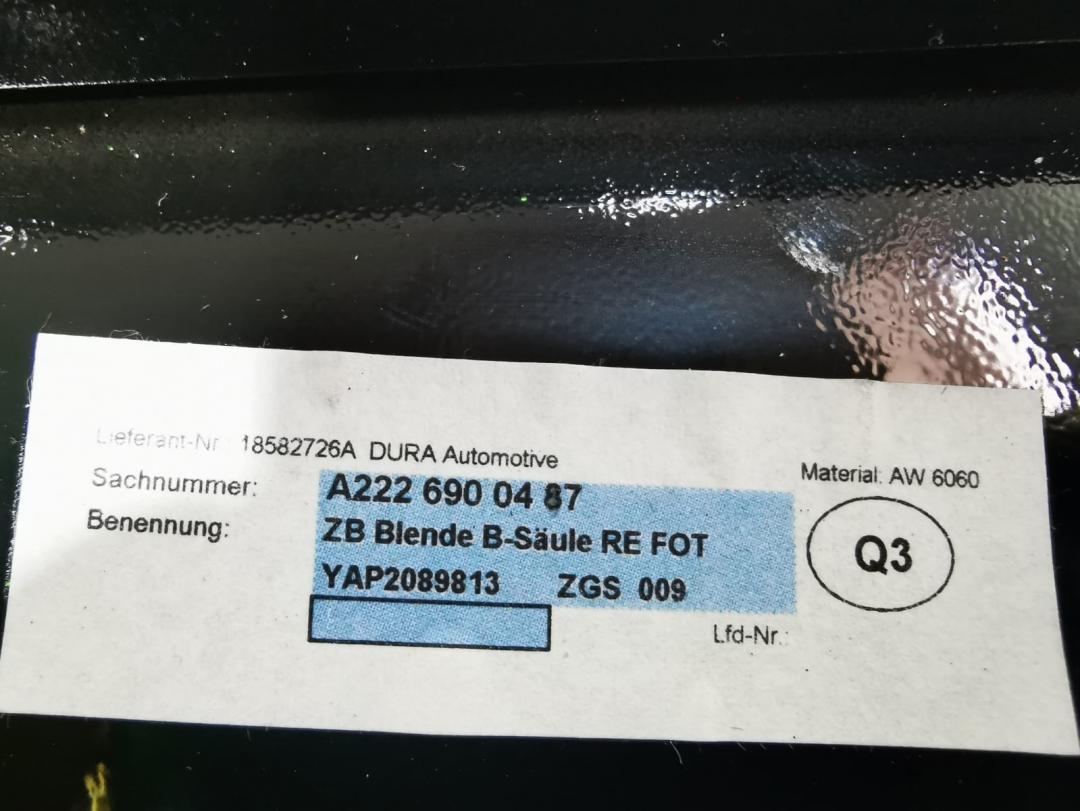 Lieferant-Nr.: 18582726A DURA Automotive
Material: AW 6060
Sachnummer: A222 690 04 87
Benennung: ZB Blende B-Säule RE FOT
Q3
YAP2089813 ZGS 009
Lfd-Nr.: